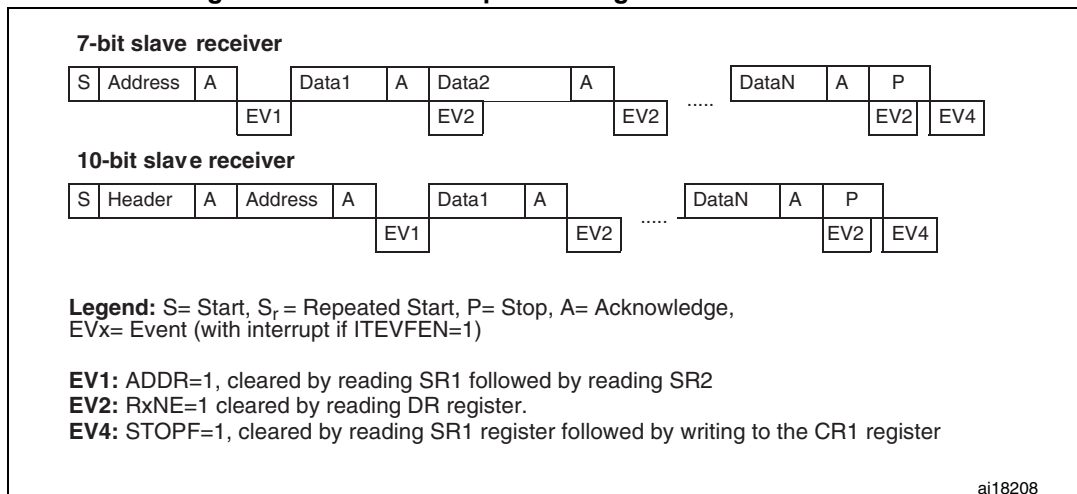 7-bit slave receiver
S Address A Data1 A Data2 A ..... DataN A P
EV1 EV2 EV2 EV2 EV4
10-bit slave receiver
S Header A Address A Data1 A ..... DataN A P
EV1 EV2 EV2 EV4
Legend: S= Start, Sr = Repeated Start, P= Stop, A= Acknowledge,
EVx= Event (with interrupt if ITEVFEN=1)
EV1: ADDR=1, cleared by reading SR1 followed by reading SR2
EV2: RxNE=1 cleared by reading DR register.
EV4: STOPF=1, cleared by reading SR1 register followed by writing to the CR1 register
ai18208